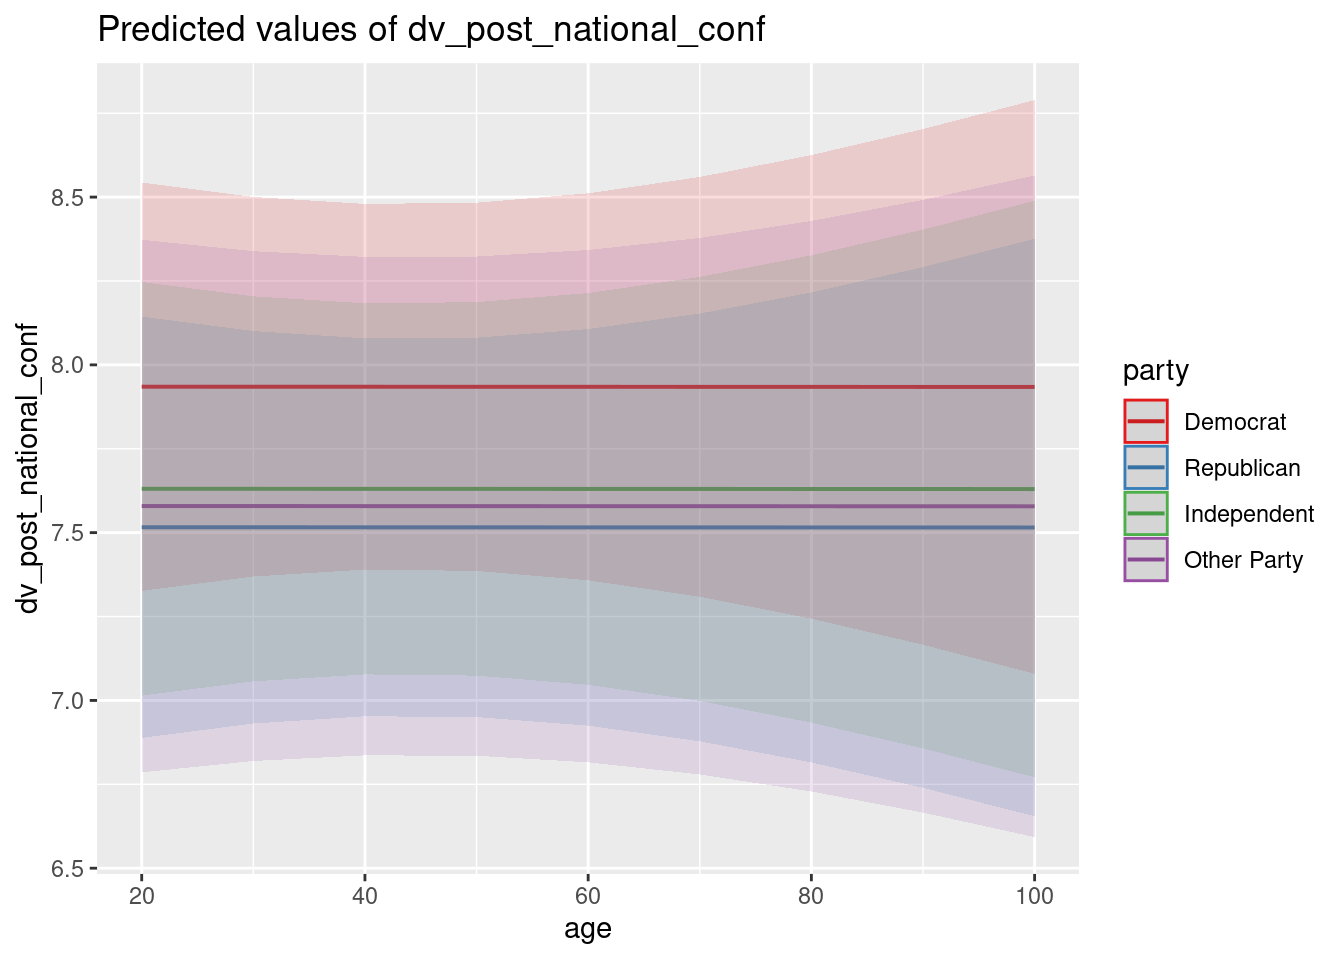 Predicted values of dv_post_national_conf
dv_post_national_conf
8.5
8.0
7.5
7.0
6.5
20
40
60
80
100
age
party
Democrat
Republican
Independent
Other Party